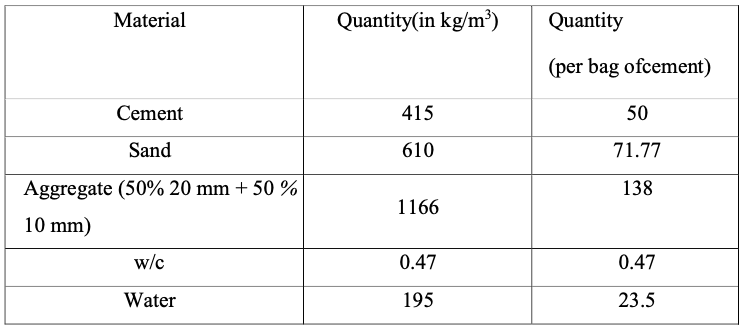 Material Quantity(in kg/m³) Quantity
(per bag ofcement)
Cement 415 50
Sand 610 71.77
Aggregate (50% 20 mm + 50 % 138
1166
10 mm)
w/c 0.47 0.47
Water 195 23.5